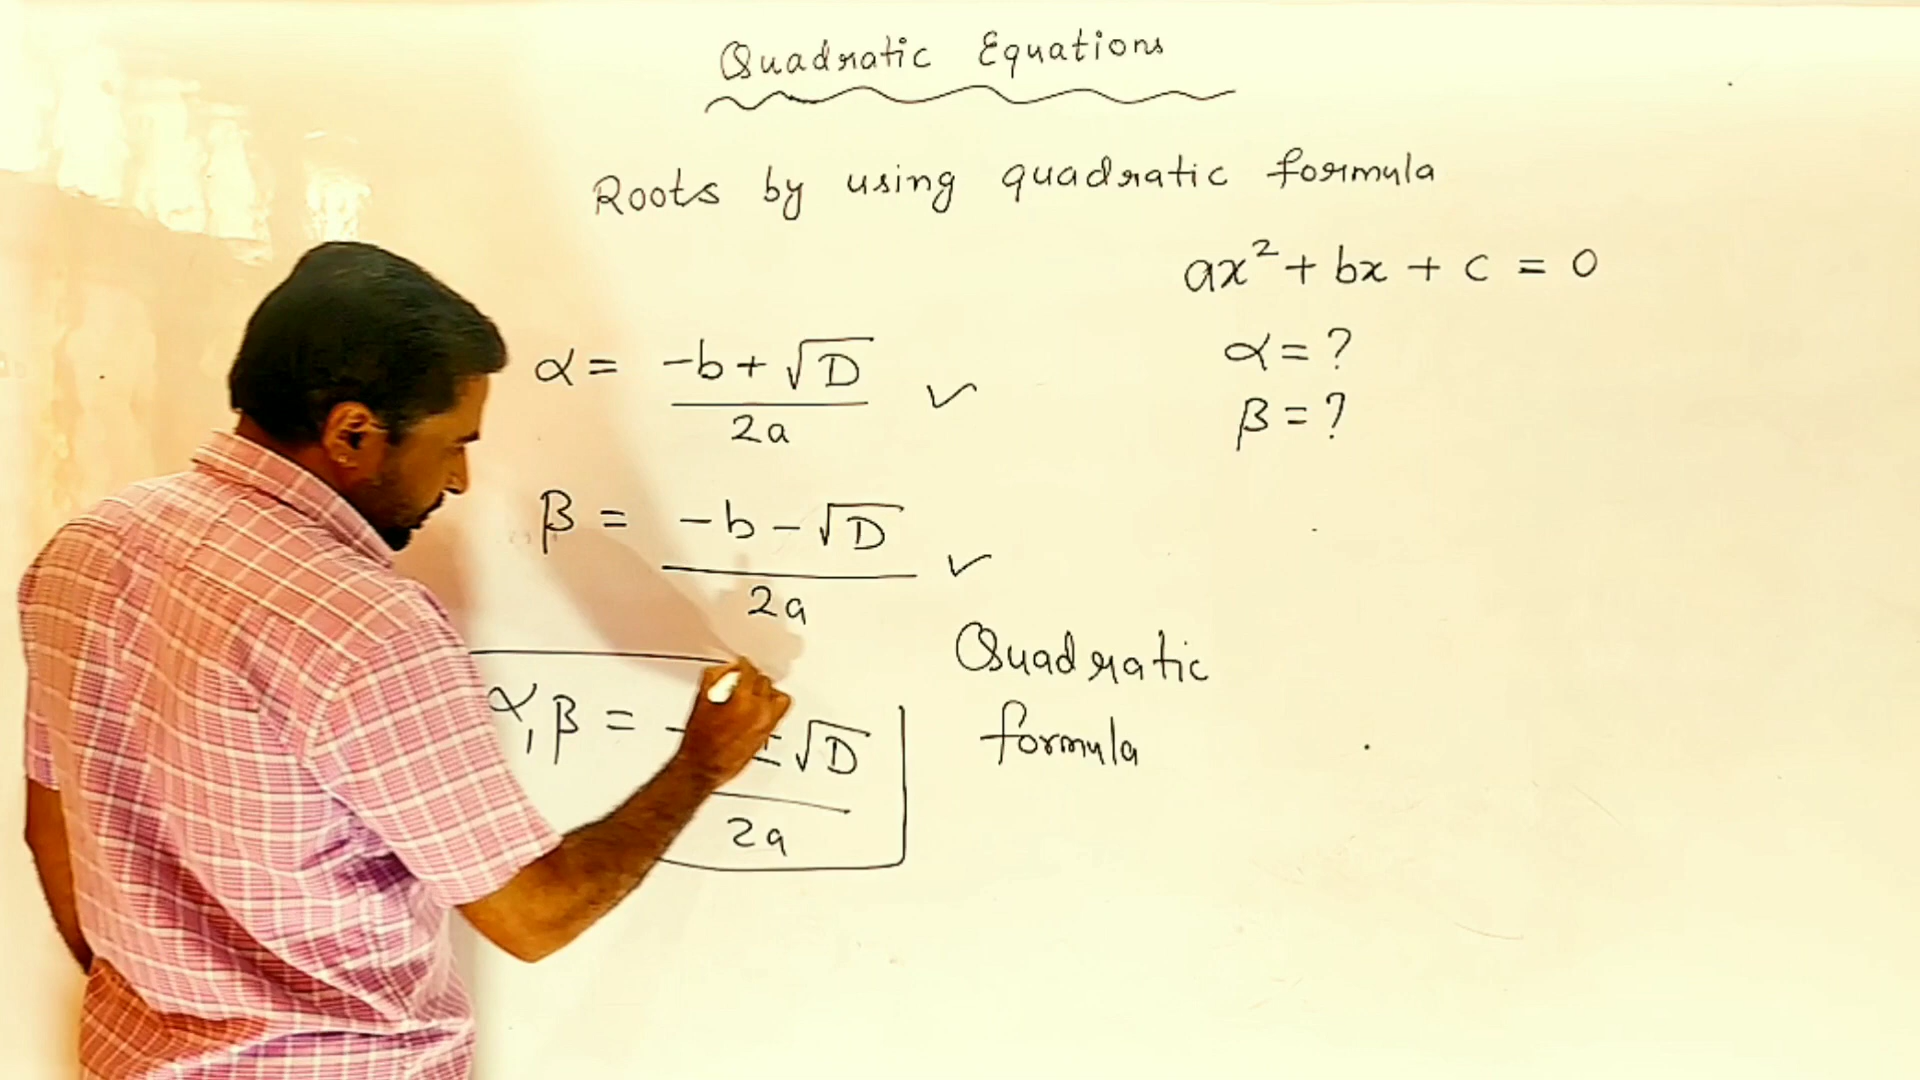 Quadratic Equations
Roots by using quadratic formula
ax² + bx + c = 0
α = ?
β = ?
α = -b + √D
2a
β = -b - √D
2a
α, β = - ± √D
2a
Quadratic
formula